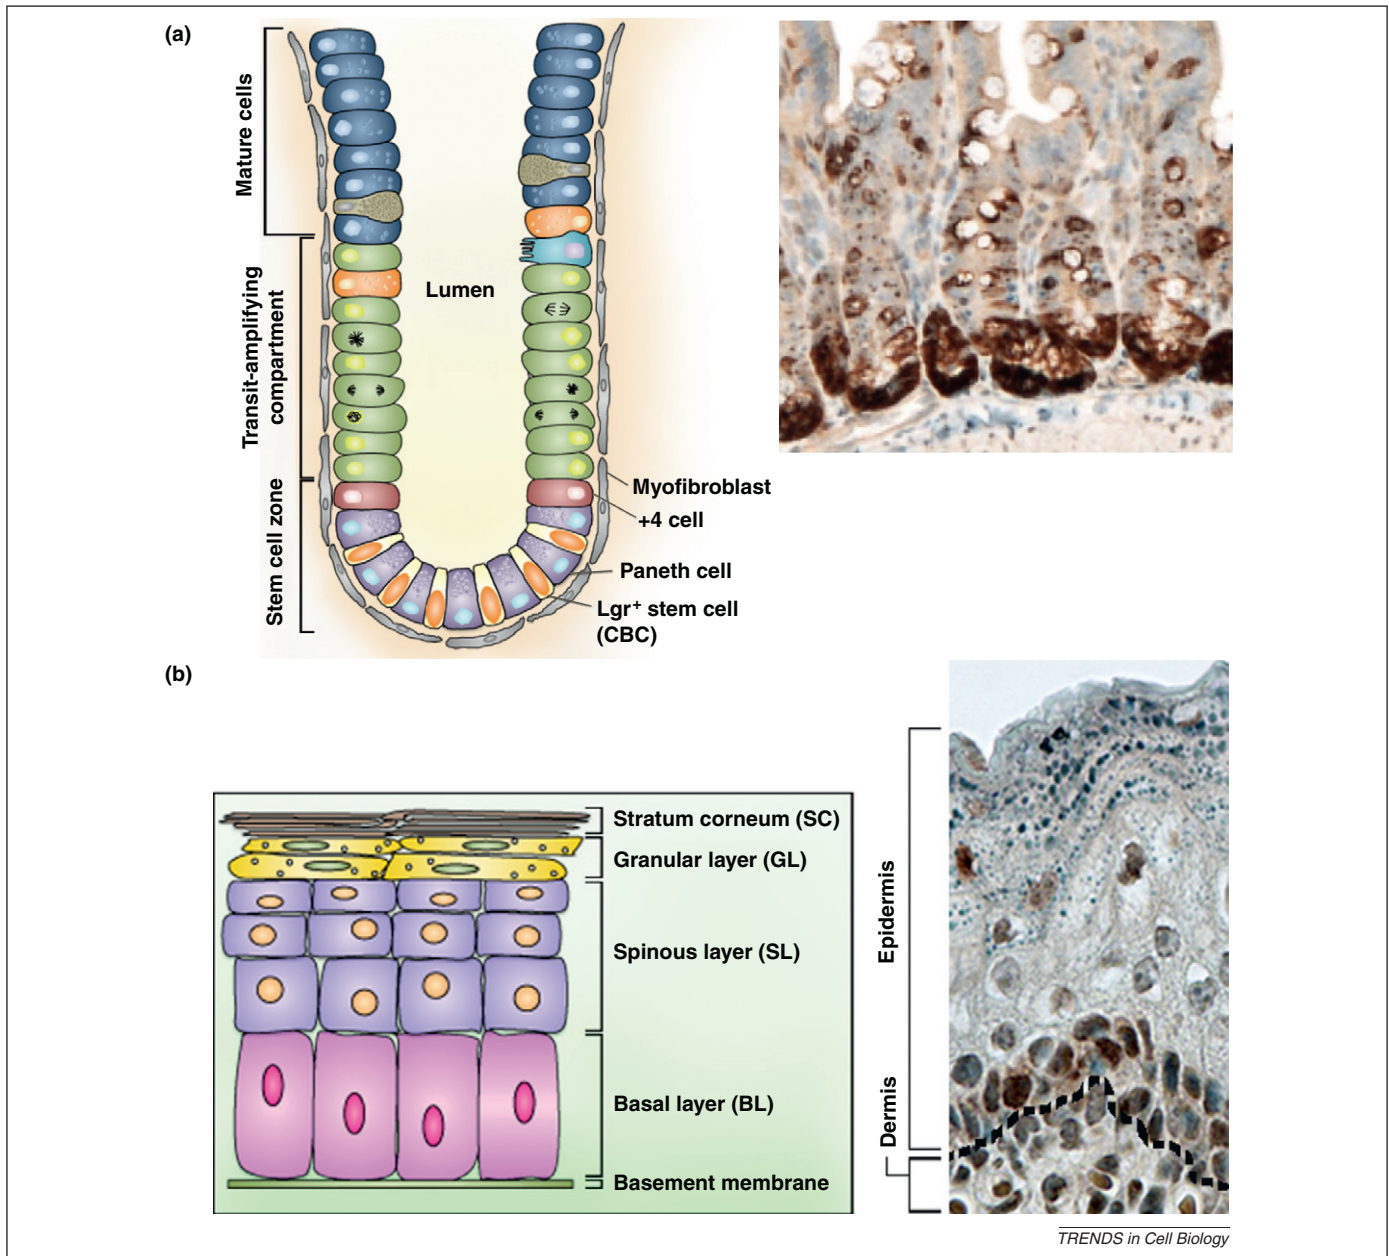 (a)
Mature cells
Transit-amplifying
compartment
Stem cell zone
Lumen
Myofibroblast
+4 cell
Paneth cell
Lgr+ stem cell
(CBC)
(b)
Stratum corneum (SC)
Granular layer (GL)
Spinous layer (SL)
Basal layer (BL)
Basement membrane
Epidermis
Dermis
TRENDS in Cell Biology